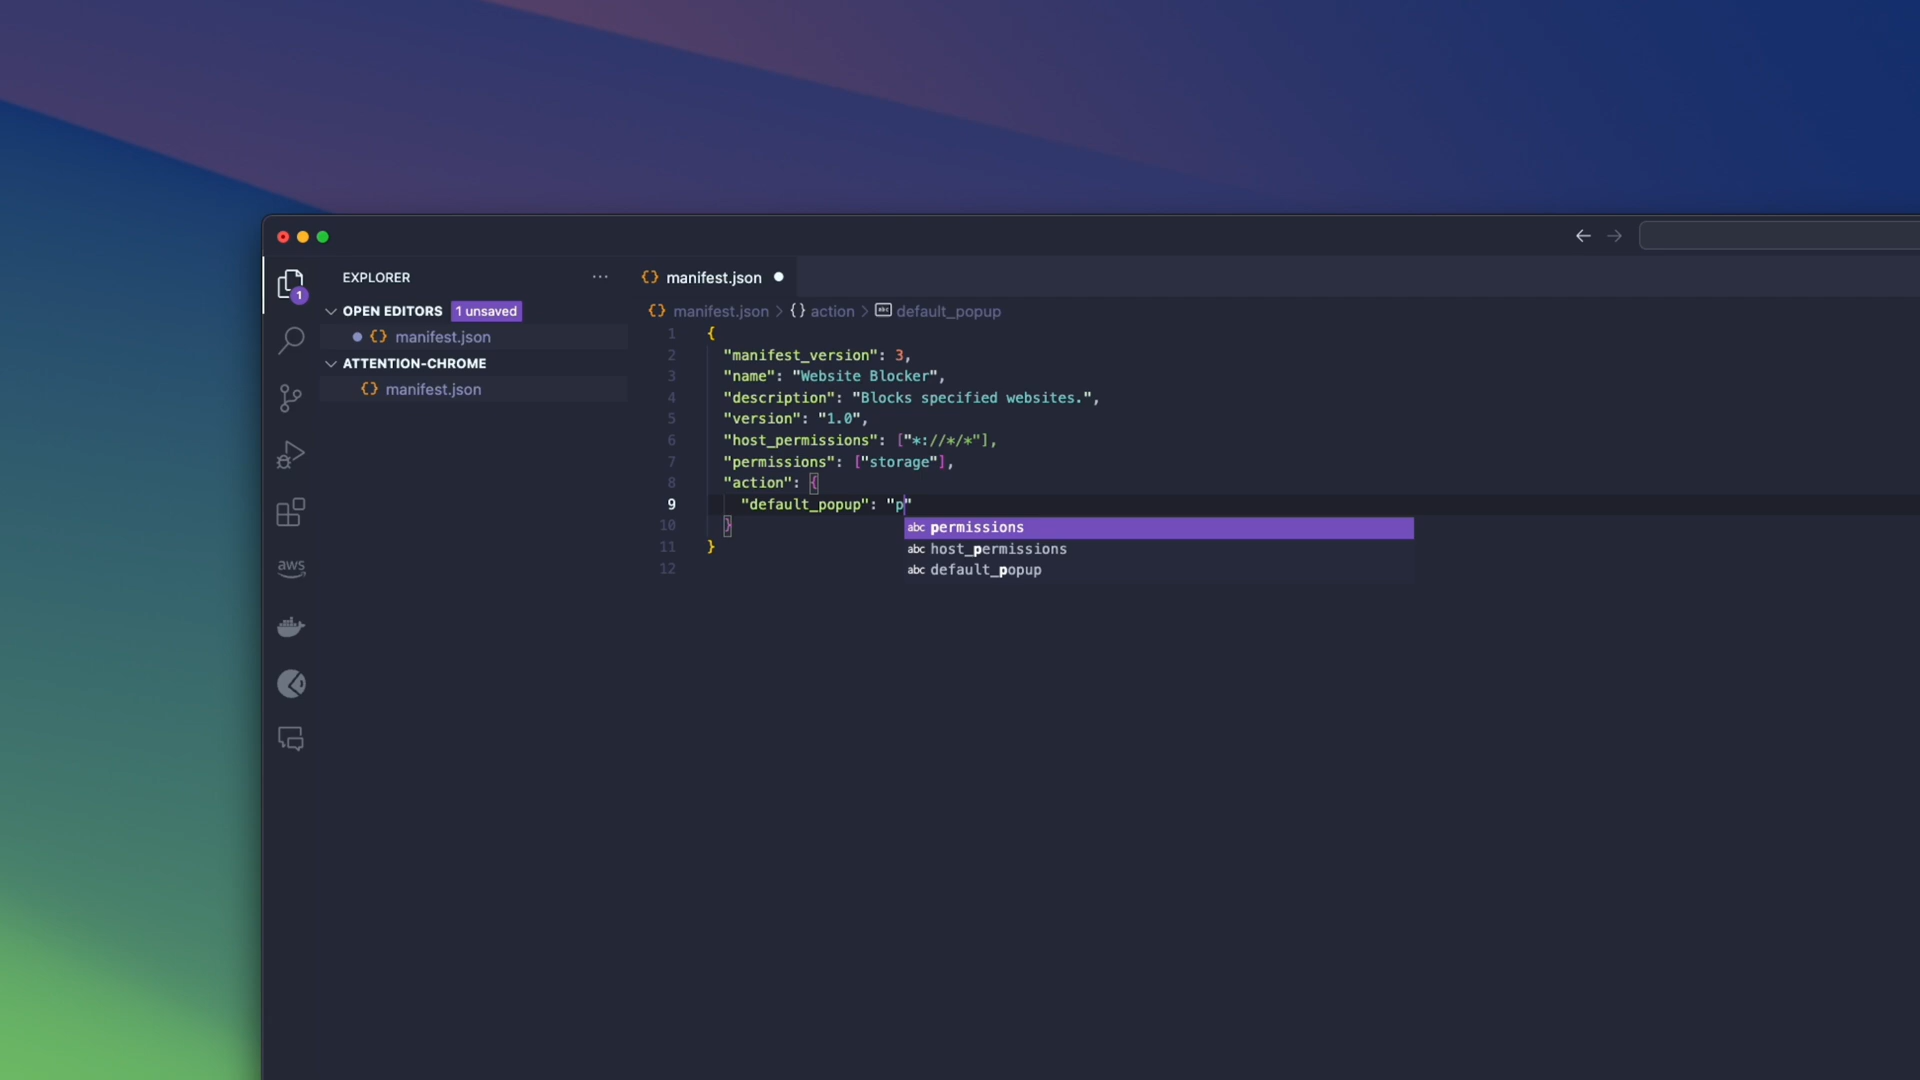 EXPLORER
···
manifest.json
OPEN EDITORS 1 unsaved
manifest.json
ATTENTION-CHROME
manifest.json
1
aws
{} manifest.json > {} action > abc default_popup
1 {
2 "manifest_version": 3,
3 "name": "Website Blocker",
4 "description": "Blocks specified websites.",
5 "version": "1.0",
6 "host_permissions": ["*://*/*"],
7 "permissions": ["storage"],
8 "action": {
9 "default_popup": "p"
10 }
11 }
12
abc permissions
abc host_permissions
abc default_popup